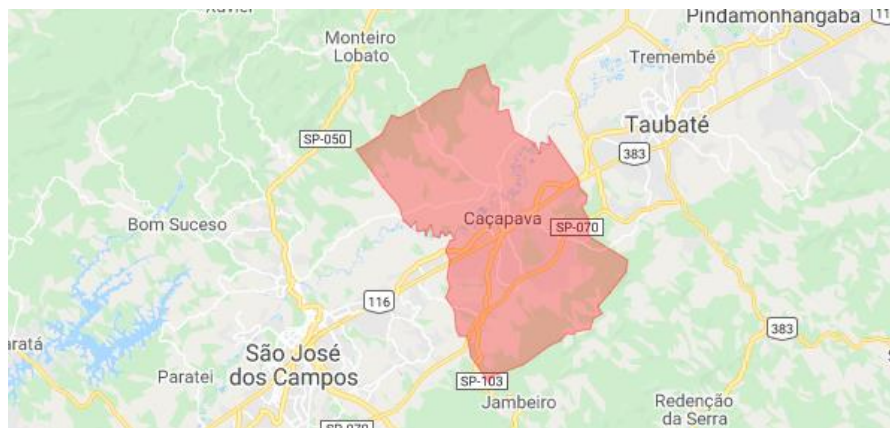 Pindamonhangaba
Monteiro
Lobato
Tremembé
SP-050
Taubaté
383
Bom Suceso
Caçapava
SP-070
116
383
São José
dos Campos
Paratei
SP-103
Jambeiro
Redenção
da Serra